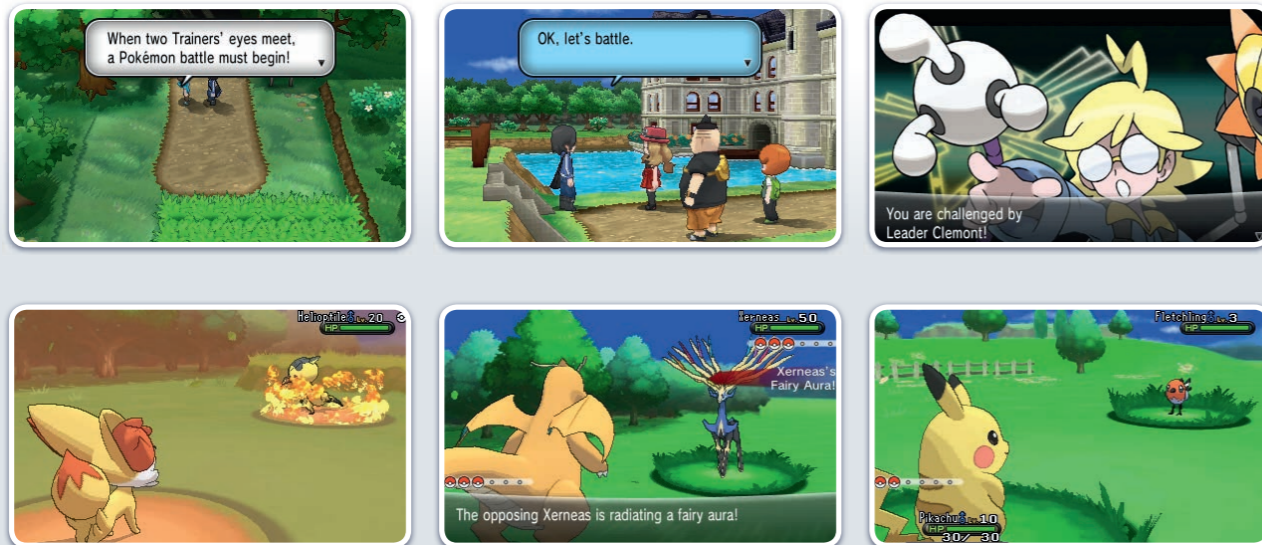 When two Trainers' eyes meet,
a Pokémon battle must begin!
OK, let's battle.
You are challenged by
Leader Clemont!
Helioptile♂ Lv. 20
HP
Xerneas Lv. 50
HP
Xerneas's
Fairy Aura!
The opposing Xerneas is radiating a fairy aura!
Fletchling♂ Lv. 3
HP
Pikachu♂ Lv. 10
HP
30/ 30